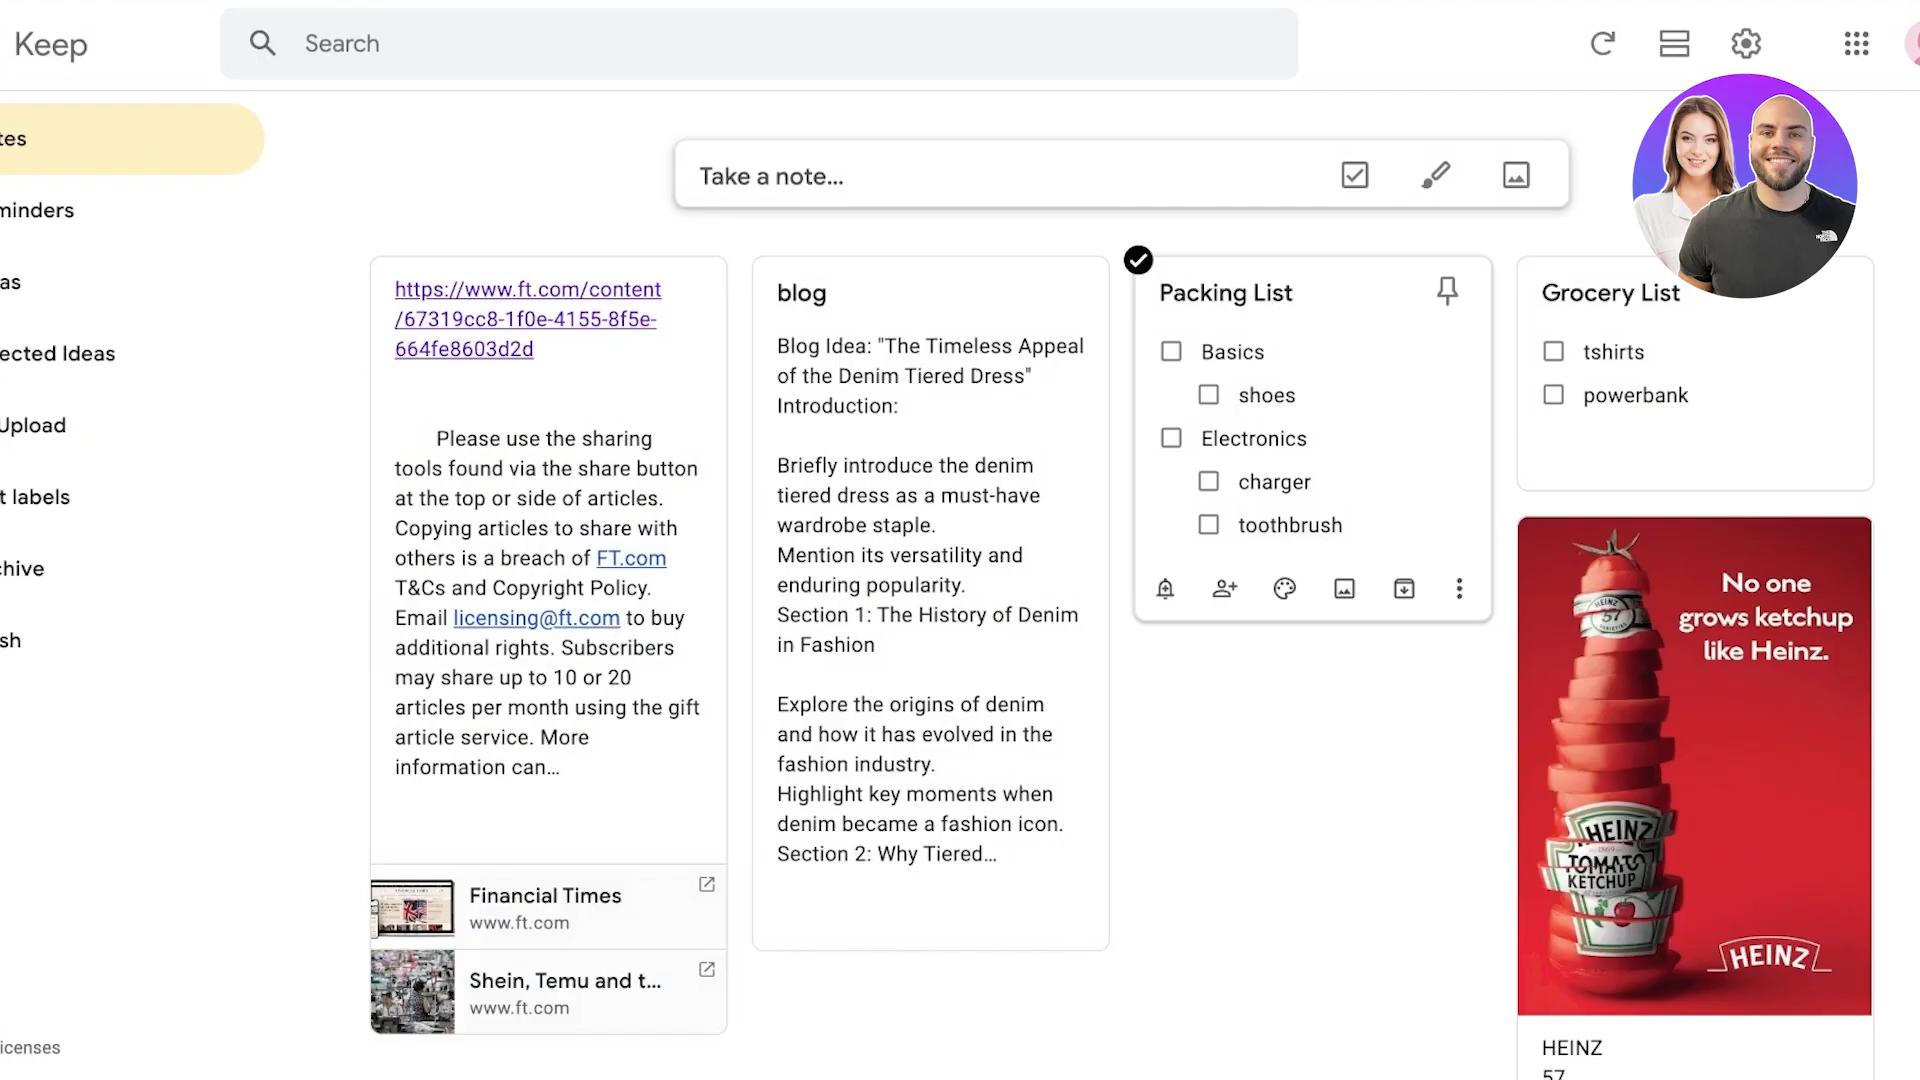 Keep
Search
tes
minders
as
ected Ideas
Upload
t labels
chive
sh
icenses
Take a note...
https://www.ft.com/content
/67319cc8-1f0e-4155-8f5e-
664fe8603d2d
Please use the sharing
tools found via the share button
at the top or side of articles.
Copying articles to share with
others is a breach of FT.com
T&Cs and Copyright Policy.
Email licensing@ft.com to buy
additional rights. Subscribers
may share up to 10 or 20
articles per month using the gift
article service. More
information can…
Financial Times
www.ft.com
Shein, Temu and t...
www.ft.com
blog
Blog Idea: "The Timeless Appeal
of the Denim Tiered Dress"
Introduction:
Briefly introduce the denim
tiered dress as a must-have
wardrobe staple.
Mention its versatility and
enduring popularity.
Section 1: The History of Denim
in Fashion
Explore the origins of denim
and how it has evolved in the
fashion industry.
Highlight key moments when
denim became a fashion icon.
Section 2: Why Tiered…
Packing List
Basics
shoes
Electronics
charger
toothbrush
Grocery List
tshirts
powerbank
No one
grows ketchup
like Heinz.
HEINZ
57
HEINZ
TOMATO
KETCHUP
HEINZ
HEINZ
57